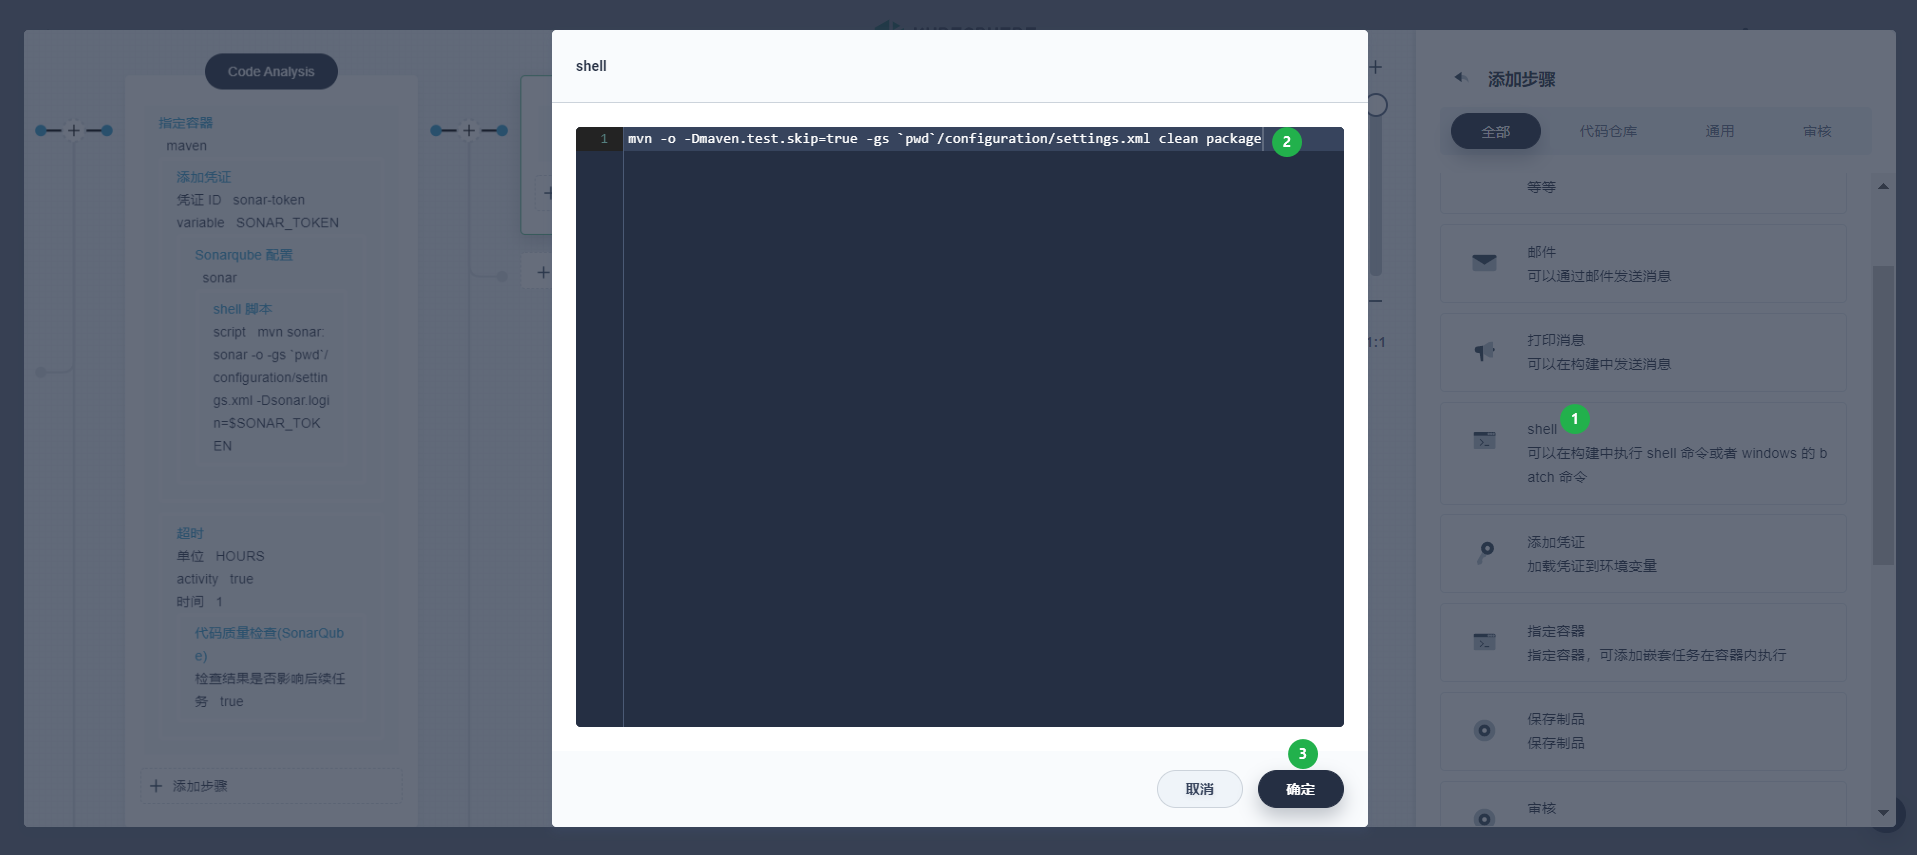 Code Analysis
指定容器
maven
添加凭证
凭证 ID sonar-token
variable SONAR_TOKEN
Sonarqube 配置
sonar
shell 脚本
script mvn sonar:
sonar -o -gs `pwd`/
configuration/settin
gs.xml -Dsonar.logi
n=$SONAR_TOK
EN
超时
单位 HOURS
activity true
时间 1
代码质量检查(SonarQub
e)
检查结果是否影响后续任
务 true
添加步骤
shell
1 mvn -o -Dmaven.test.skip=true -gs `pwd`/configuration/settings.xml clean package
2
3
取消
确定
1:1
添加步骤
全部 代码仓库 通用 审核
等等
邮件
可以通过邮件发送消息
打印消息
可以在构建中发送消息
shell
1
可以在构建中执行 shell 命令或者 windows 的 b
atch 命令
添加凭证
加载凭证到环境变量
指定容器
指定容器，可添加嵌套任务在容器内执行
保存制品
保存制品
审核